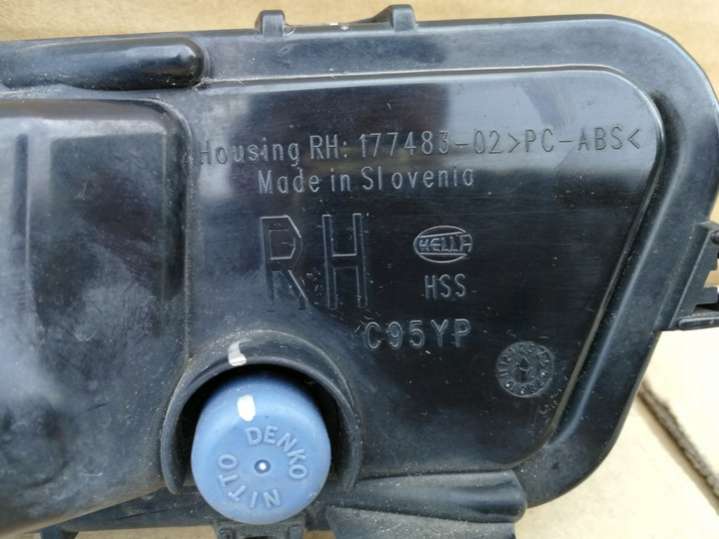 Housing RH: 177483-02 >PC-ABS<
Made in Slovenia
RH
HELLA
HSS
C95YP
DENKO
NITTO